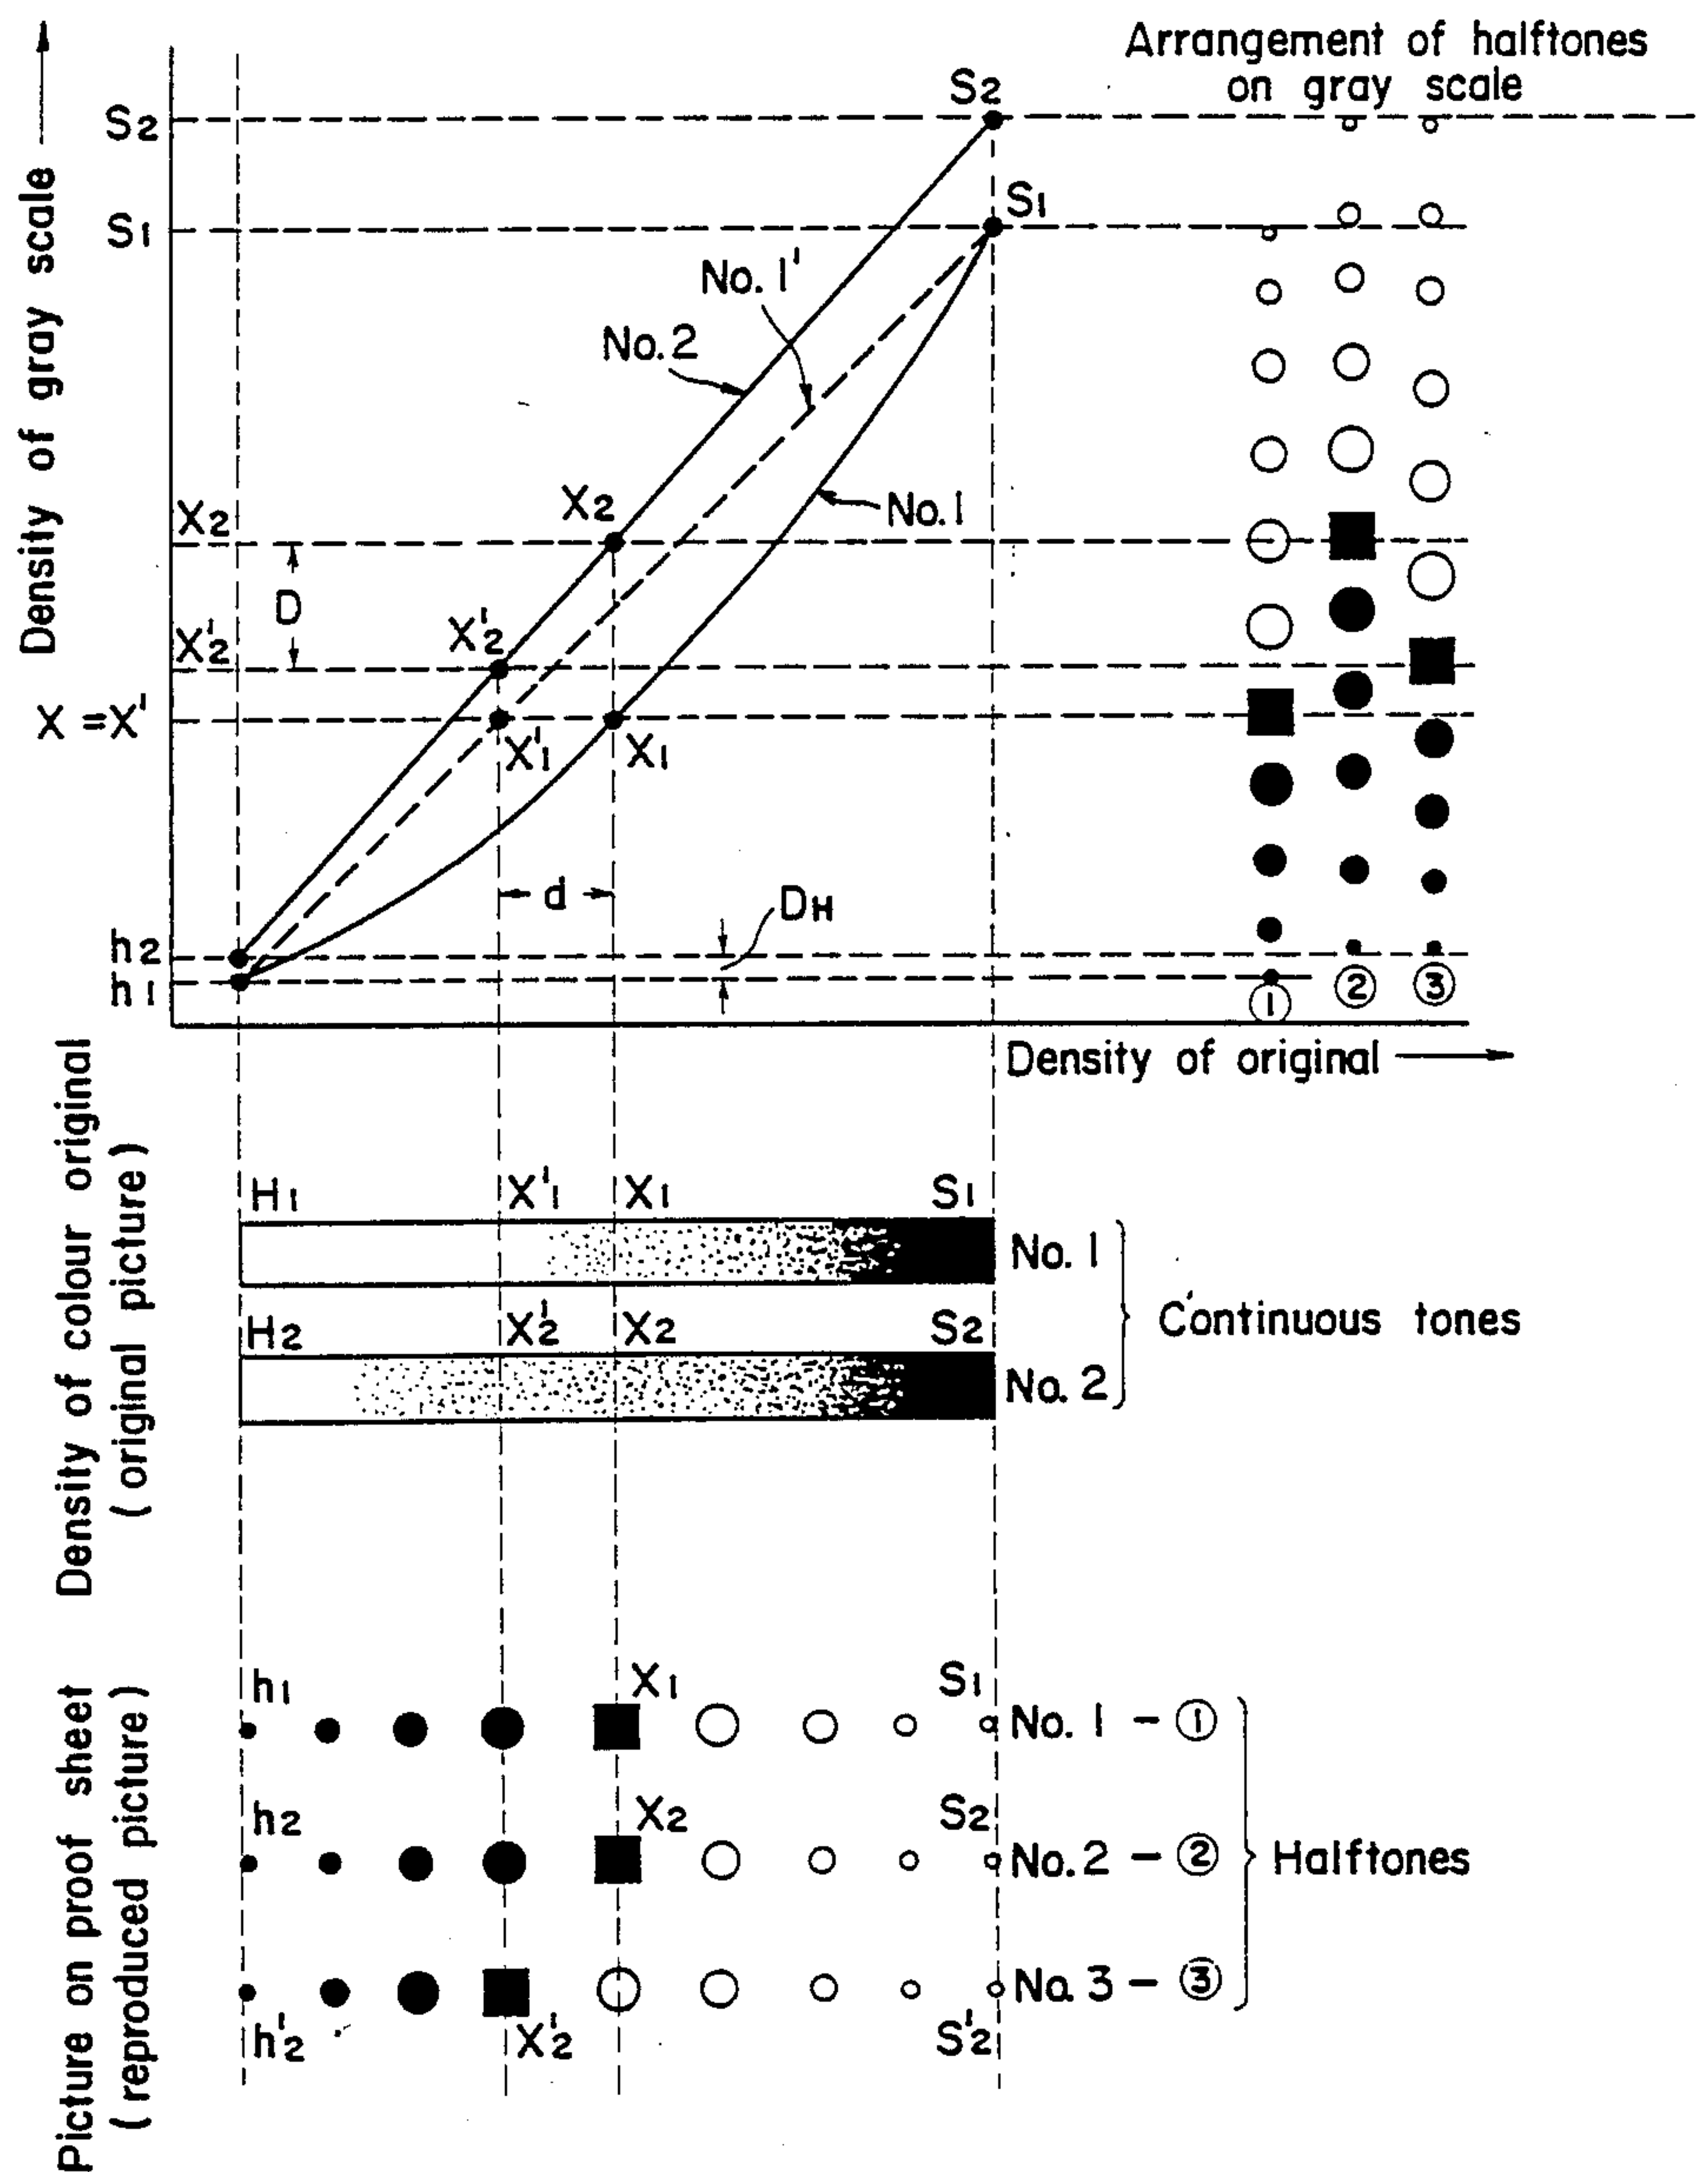 Arrangement of halftones
on gray scale
Density of gray scale
S2
S2
S1
S1
No. 1'
No. 2
No. 1
X2
X2
D
X'2
X'2
X = X'
X'1
X1
d
DH
h2
h1
① ② ③
Density of original
Density of colour original
(original picture)
H1 X'1 X1 S1
No. 1
H2 X'2 X2 S2
No. 2
Continuous tones
Picture on proof sheet
(reproduced picture)
h1 X1 S1
No. 1 - ①
h2 X2 S2
No. 2 - ②
Halftones
No. 3 - ③
h'2 X'2 S'2